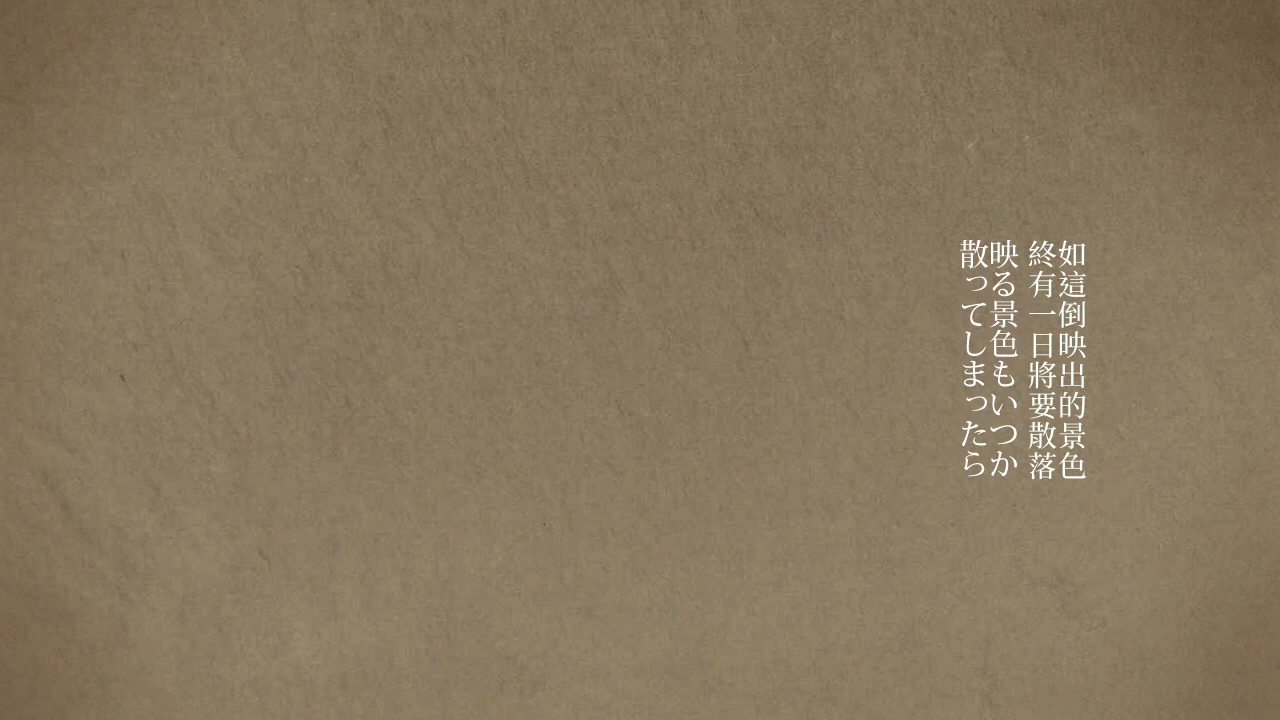 如這倒映出的景色
終有一日將要散落
映る景色もいつか
散ってしまったら